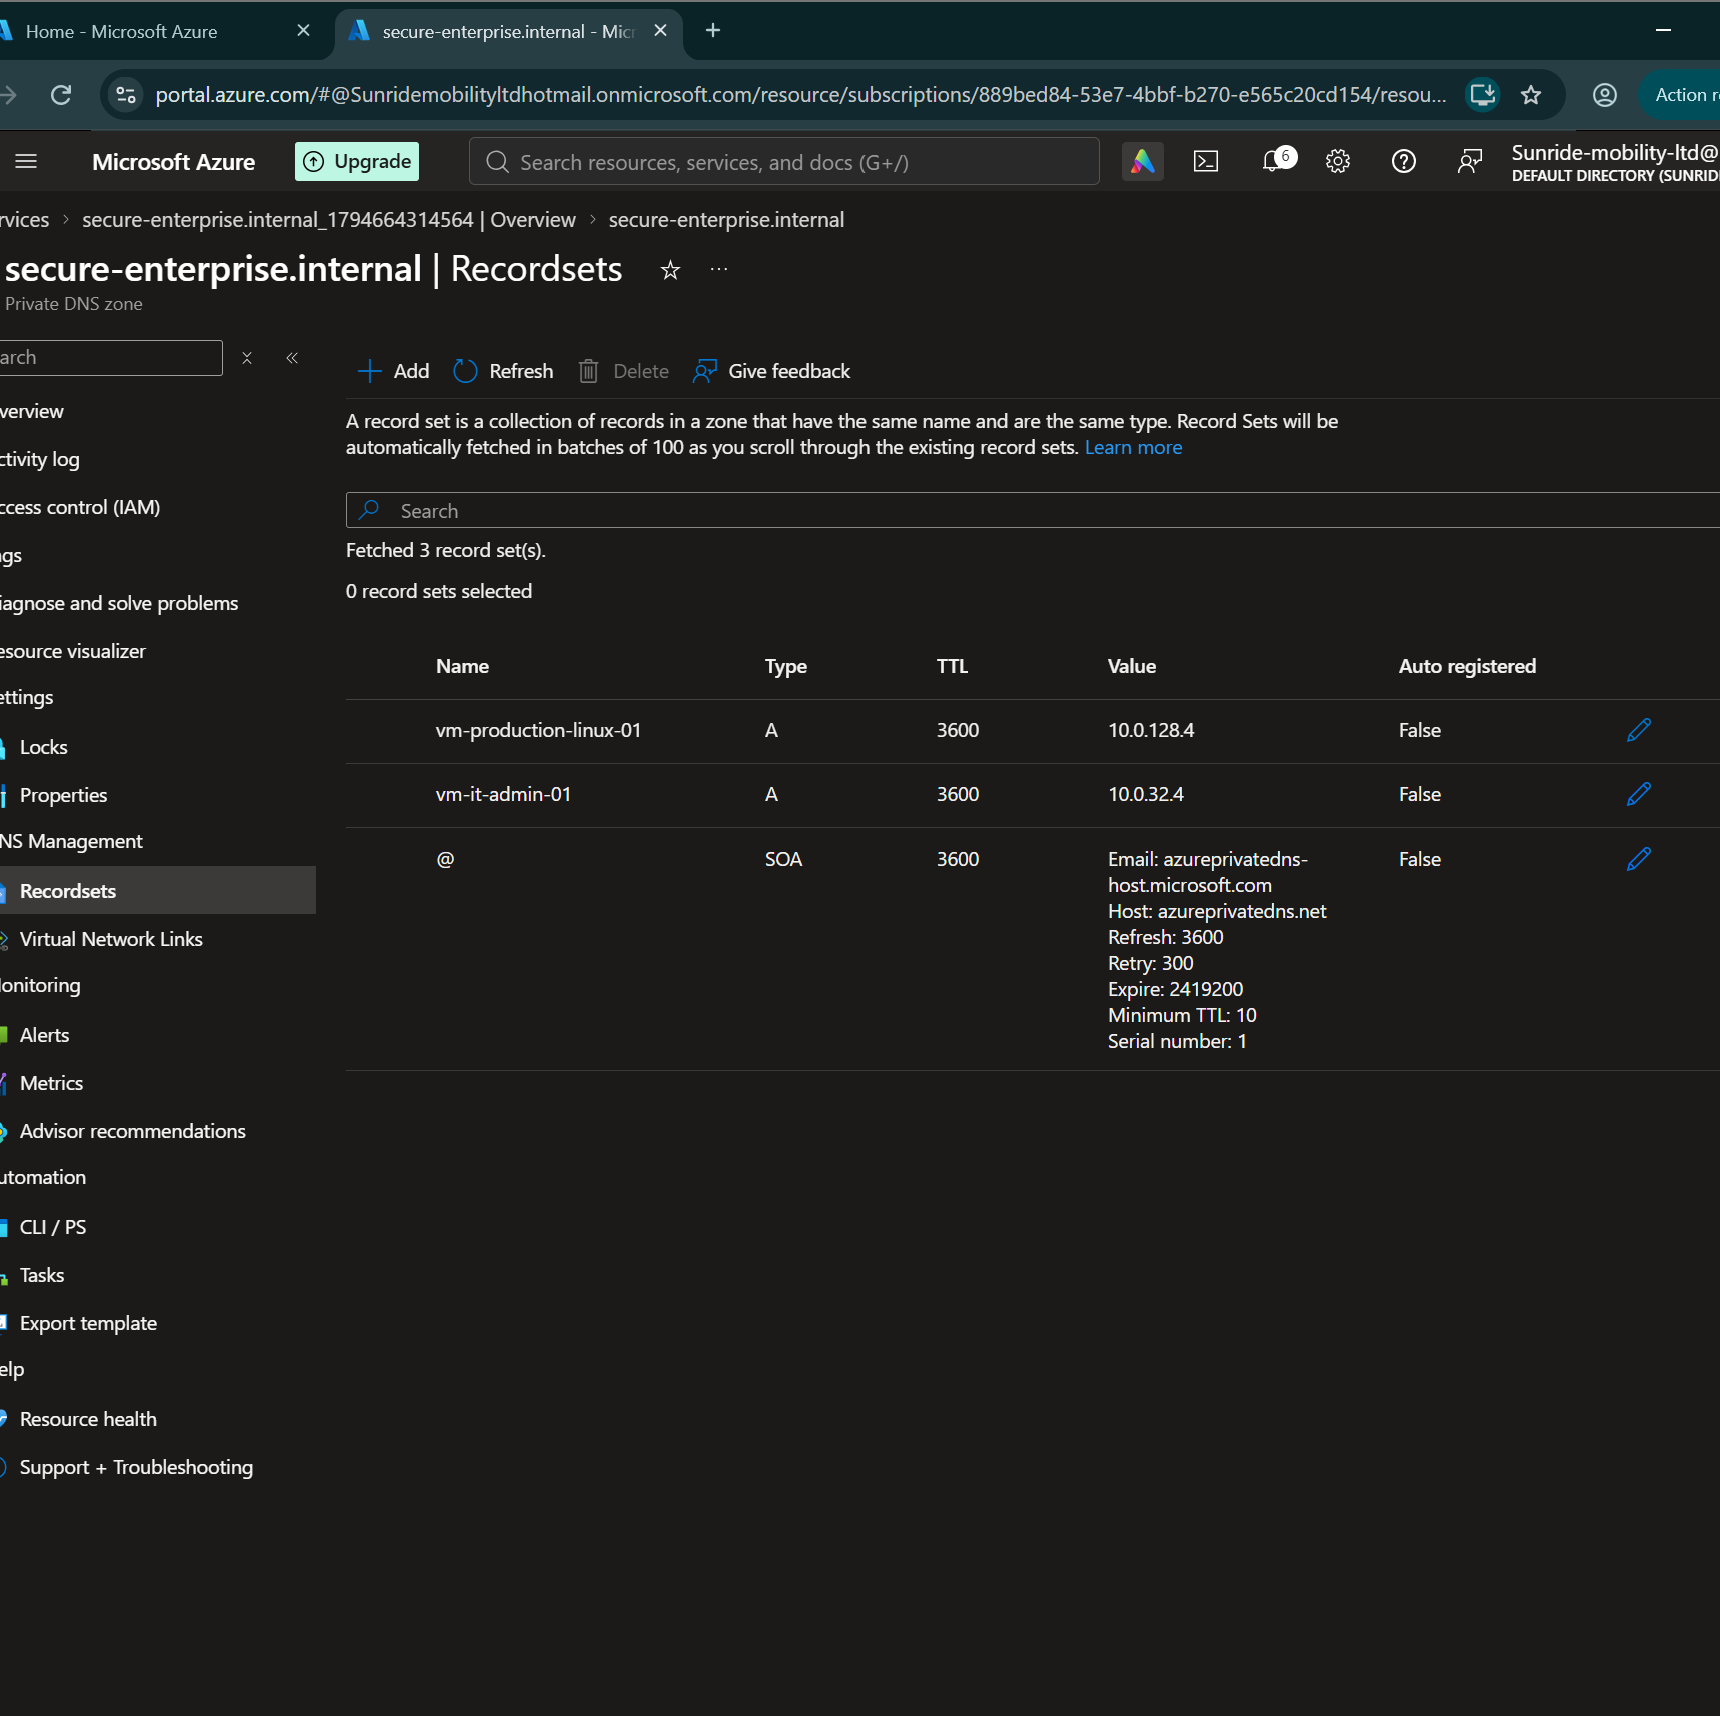 Home - Microsoft Azure
secure-enterprise.internal - Micr
portal.azure.com/#@Sunridemobilityltdhotmail.onmicrosoft.com/resource/subscriptions/889bed84-53e7-4bbf-b270-e565c20cd154/resou...
Action r
Microsoft Azure
Upgrade
Search resources, services, and docs (G+/)
6
Sunride-mobility-ltd@
DEFAULT DIRECTORY (SUNRID
rvices > secure-enterprise.internal_1794664314564 | Overview > secure-enterprise.internal
secure-enterprise.internal | Recordsets
Private DNS zone
arch
verview
ctivity log
ccess control (IAM)
gs
iagnose and solve problems
esource visualizer
ettings
Locks
Properties
NS Management
Recordsets
Virtual Network Links
onitoring
Alerts
Metrics
Advisor recommendations
utomation
CLI / PS
Tasks
Export template
elp
Resource health
Support + Troubleshooting
Add Refresh Delete Give feedback
A record set is a collection of records in a zone that have the same name and are the same type. Record Sets will be
automatically fetched in batches of 100 as you scroll through the existing record sets. Learn more
Search
Fetched 3 record set(s).
0 record sets selected
Name Type TTL Value Auto registered
vm-production-linux-01 A 3600 10.0.128.4 False
vm-it-admin-01 A 3600 10.0.32.4 False
@ SOA 3600 Email: azureprivatedns- False
host.microsoft.com
Host: azureprivatedns.net
Refresh: 3600
Retry: 300
Expire: 2419200
Minimum TTL: 10
Serial number: 1